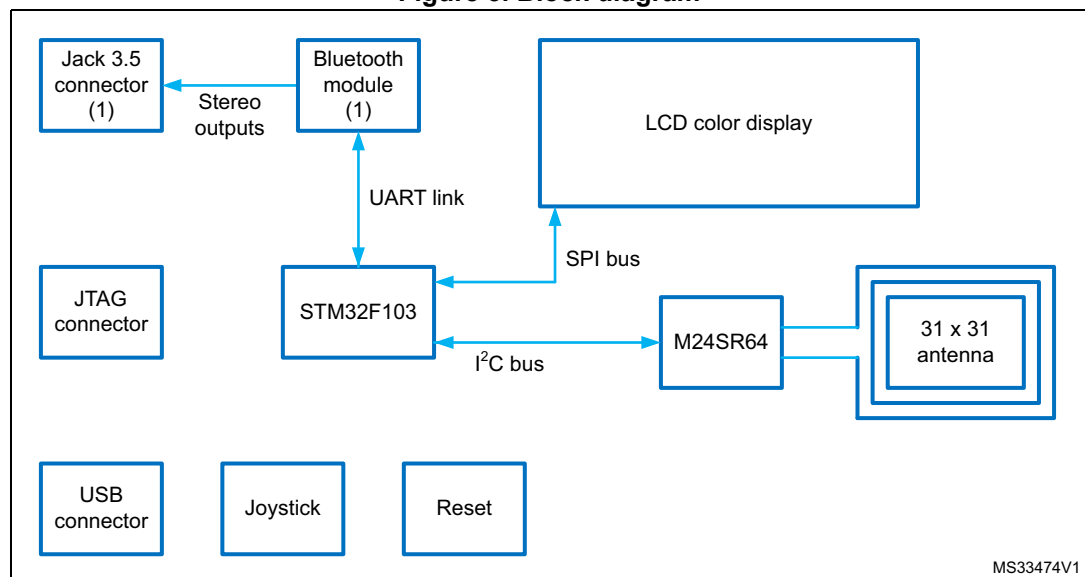 Jack 3.5
connector
(1)
Bluetooth
module
(1)
Stereo
outputs
LCD color display
UART link
SPI bus
JTAG
connector
STM32F103
I²C bus
M24SR64
31 x 31
antenna
USB
connector
Joystick
Reset
MS33474V1